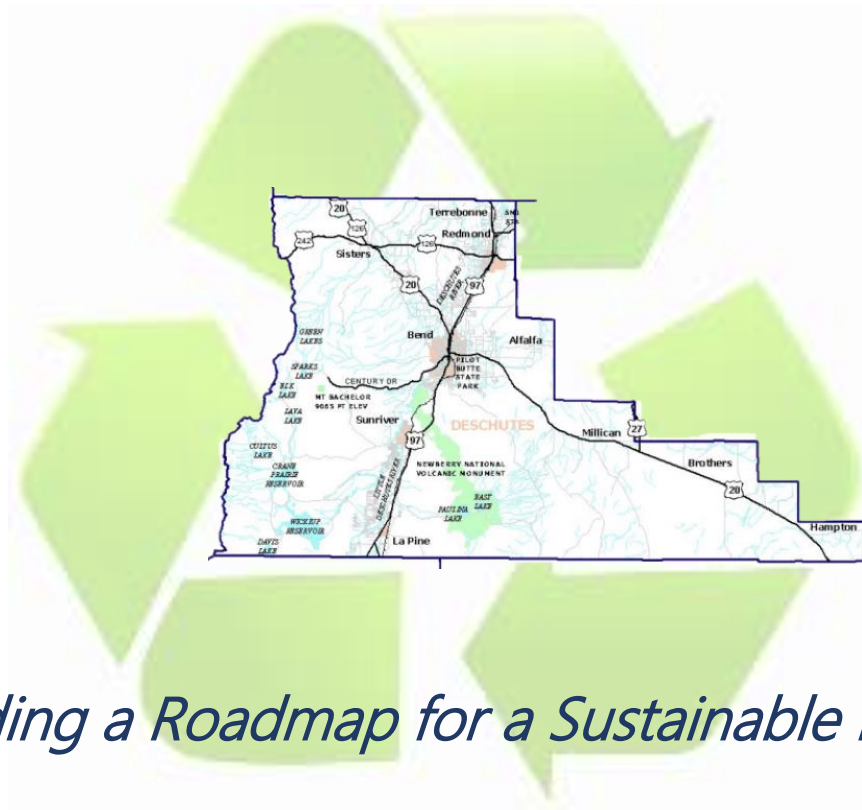 20
Terrebonne
126
Redmond
242
126
Sisters
20
97
DESCHUTES
RIVER
GREEN
LAKES
Bend
Alfalfa
PILOT
BUTTE
STATE
PARK
SPARKS
LAKE
CENTURY DR
ELK
LAKE
MT BACHELOR
9065 FT ELEV
LAVA
LAKE
Sunriver
DESCHUTES
27
Millican
97
CULTUS
LAKE
Brothers
CRANE
PRAIRIE
RESERVOIR
NEWBERRY NATIONAL
VOLCANIC MONUMENT
LITTLE
DESCHUTES RIVER
20
EAST
LAKE
PAULINA
LAKE
WICKIUP
RESERVOIR
Hampton
DAVIS
LAKE
La Pine
ding a Roadmap for a Sustainable